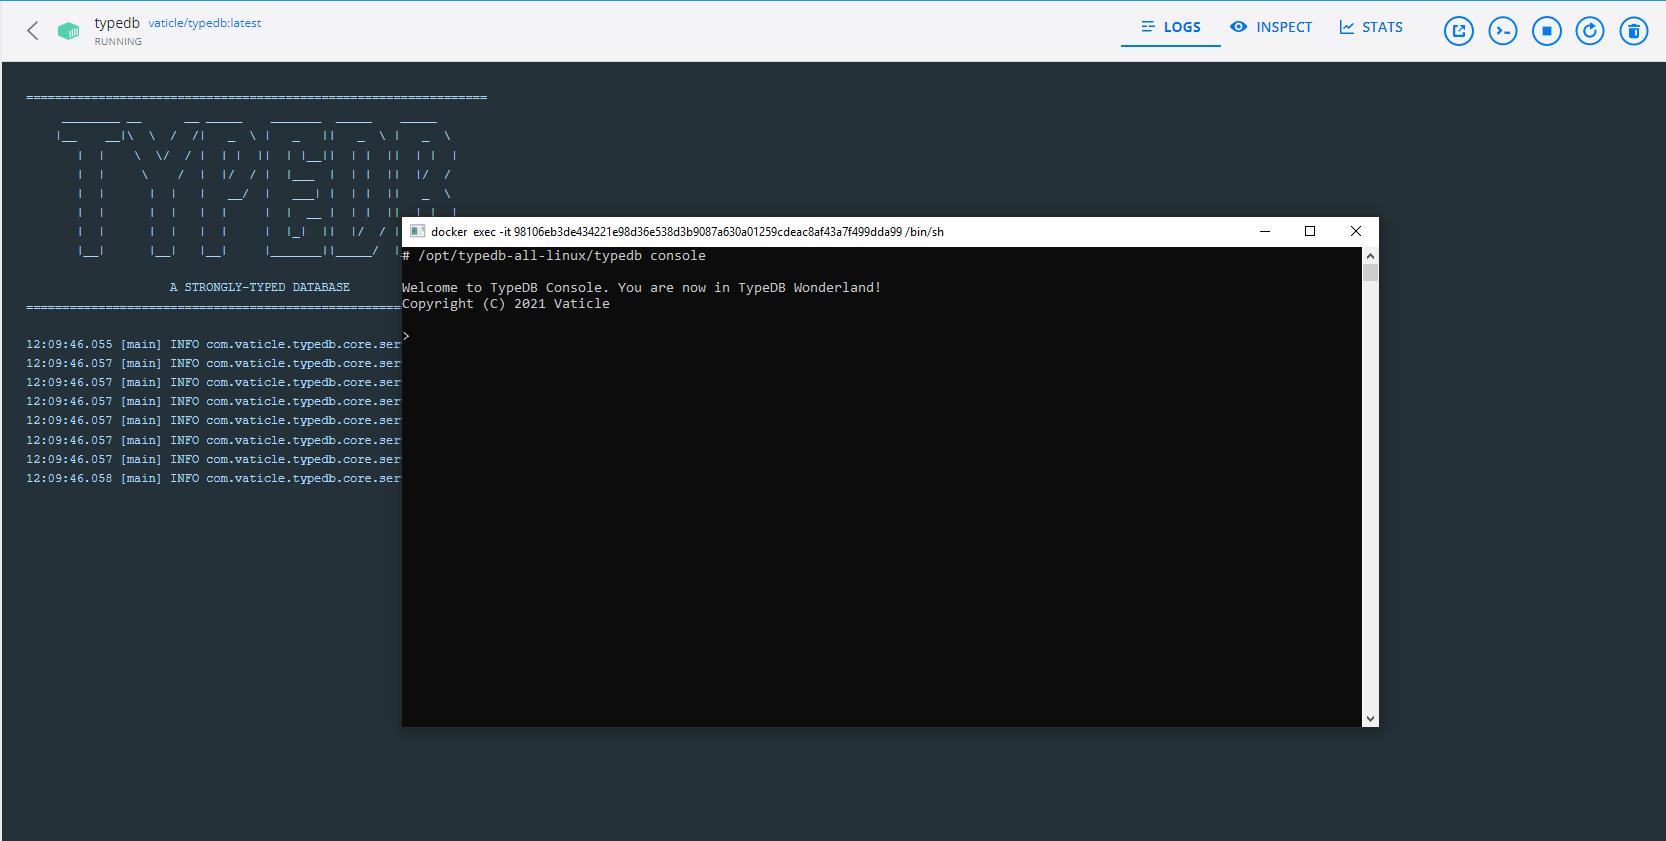 typedb vaticle/typedb:latest
RUNNING
LOGS
INSPECT
STATS
================================================================
TYPEDB
A STRONGLY-TYPED DATABASE
====================================================
12:09:46.055 [main] INFO com.vaticle.typedb.core.ser
12:09:46.057 [main] INFO com.vaticle.typedb.core.ser
12:09:46.057 [main] INFO com.vaticle.typedb.core.ser
12:09:46.057 [main] INFO com.vaticle.typedb.core.ser
12:09:46.057 [main] INFO com.vaticle.typedb.core.ser
12:09:46.057 [main] INFO com.vaticle.typedb.core.ser
12:09:46.057 [main] INFO com.vaticle.typedb.core.ser
12:09:46.058 [main] INFO com.vaticle.typedb.core.ser
docker exec -it 98106eb3de434221e98d36e538d3b9087a630a01259cdeac8af43a7f499dda99 /bin/sh
# /opt/typedb-all-linux/typedb console
Welcome to TypeDB Console. You are now in TypeDB Wonderland!
Copyright (C) 2021 Vaticle
>